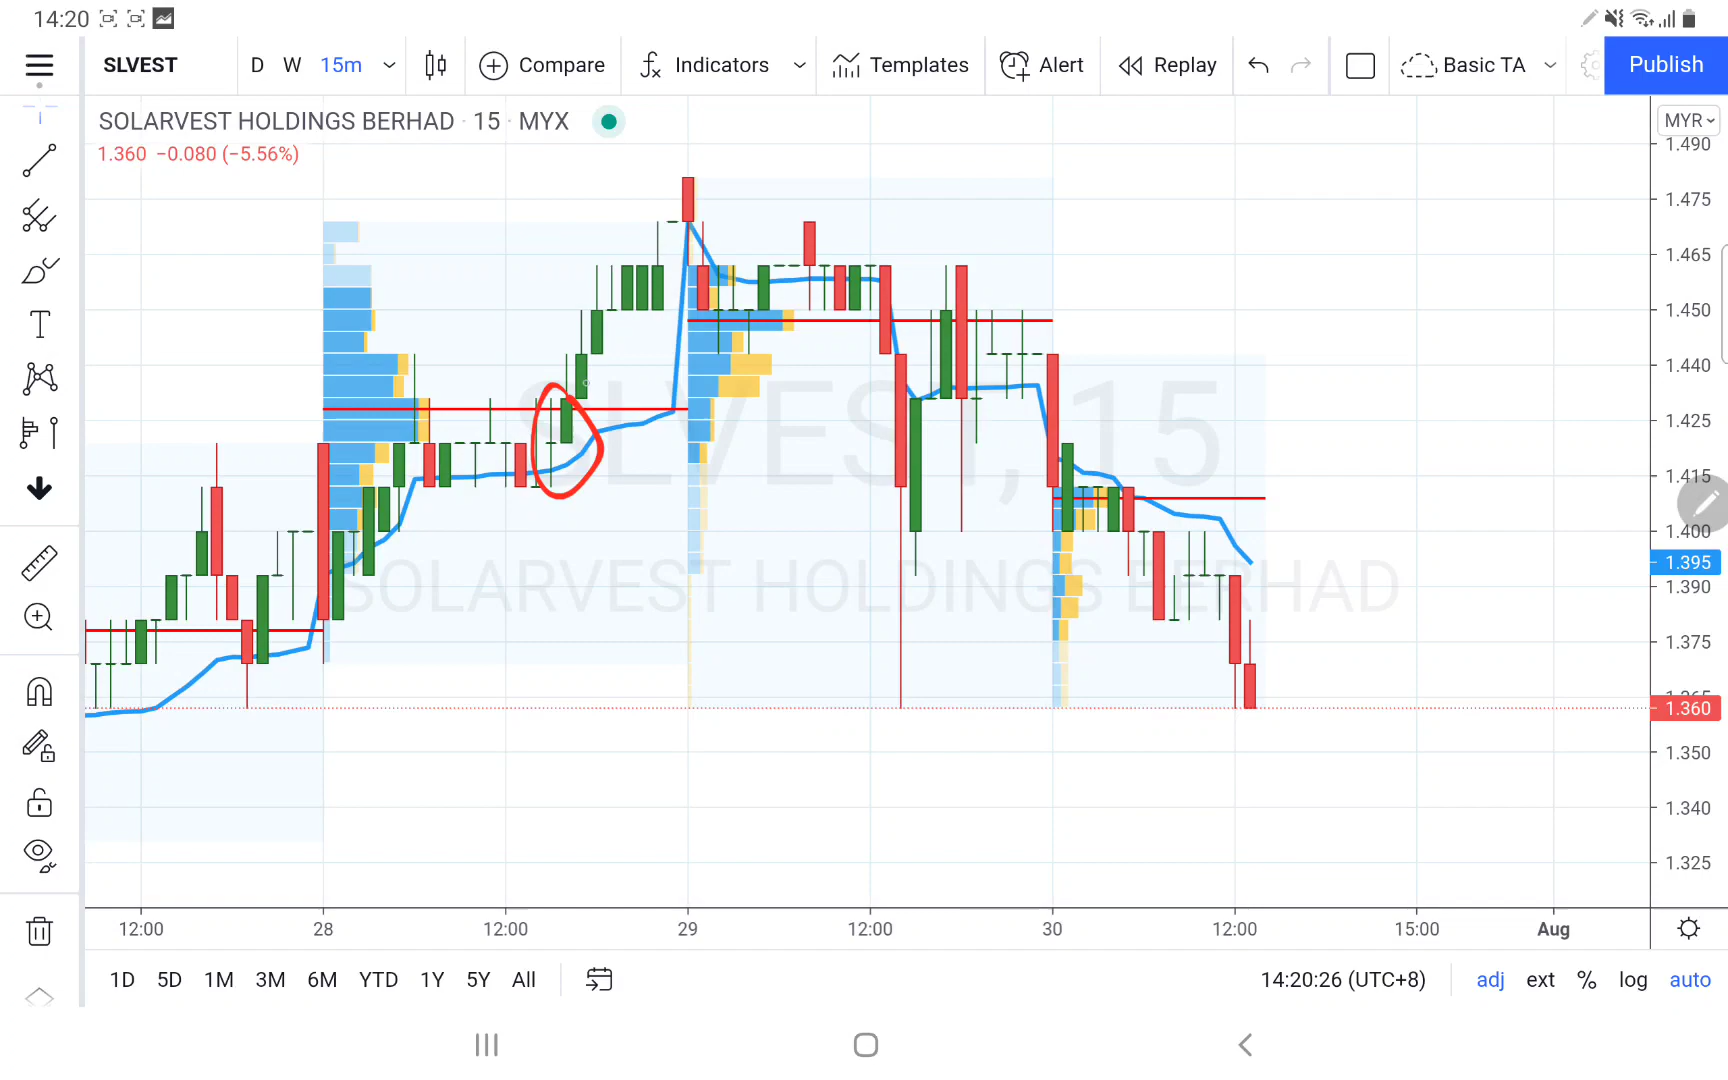 14:20
SLVEST D W 15m Compare Indicators Templates Alert Replay Basic TA Publish
SOLARVEST HOLDINGS BERHAD · 15 · MYX
1.360 −0.080 (−5.56%)
MYR
1.490
1.475
1.465
1.450
1.440
1.425
1.415
1.400
1.395
1.390
1.375
1.365
1.360
1.350
1.340
1.325
SLVEST, 15
SOLARVEST HOLDINGS BERHAD
12:00 28 12:00 29 12:00 30 12:00 15:00 Aug
1D 5D 1M 3M 6M YTD 1Y 5Y All 14:20:26 (UTC+8) adj ext % log auto